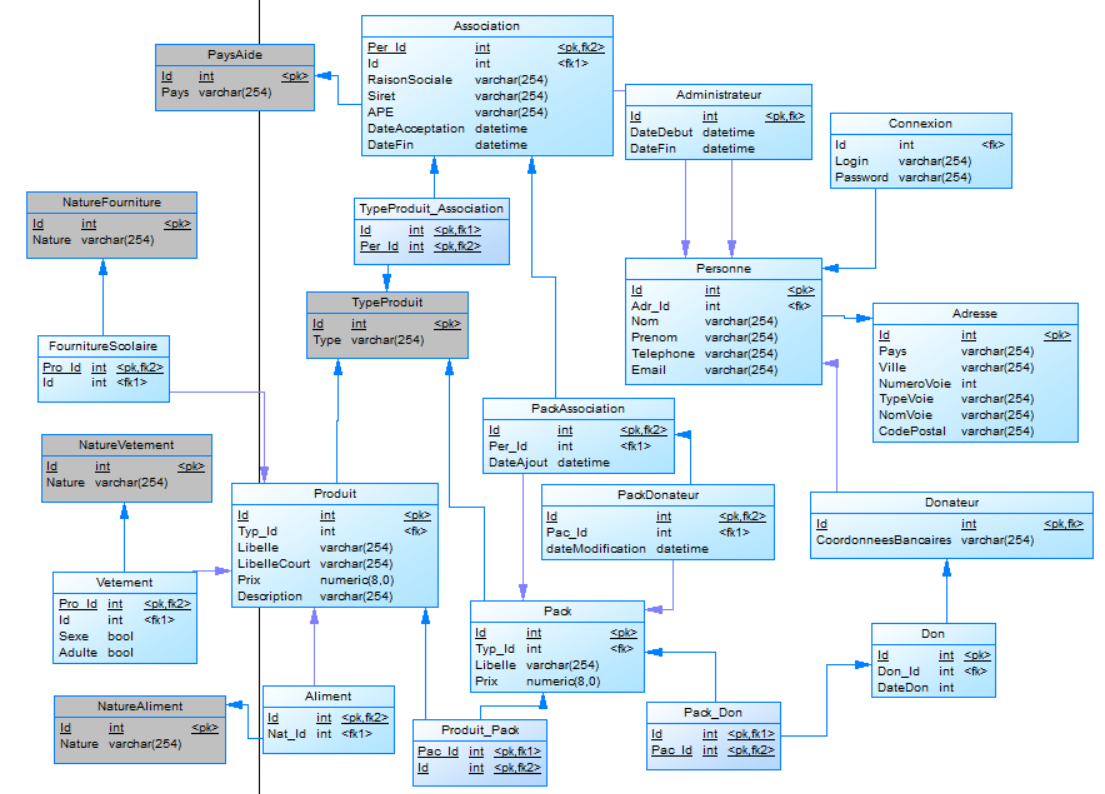 Association
Per_Id int <pk,fk2>
Id int <fk1>
RaisonSociale varchar(254)
Siret varchar(254)
APE varchar(254)
DateAcceptation datetime
DateFin datetime
PaysAide
Id int <pk>
Pays varchar(254)
Administrateur
Id int <pk,fk>
DateDebut datetime
DateFin datetime
Connexion
Id int <fk>
Login varchar(254)
Password varchar(254)
NatureFourniture
Id int <pk>
Nature varchar(254)
TypeProduit_Association
Id int <pk,fk1>
Per_Id int <pk,fk2>
Personne
Id int <pk>
Adr_Id int <fk>
Nom varchar(254)
Prenom varchar(254)
Telephone varchar(254)
Email varchar(254)
TypeProduit
Id int <pk>
Type varchar(254)
Adresse
Id int <pk>
Pays varchar(254)
Ville varchar(254)
NumeroVoie int
TypeVoie varchar(254)
NomVoie varchar(254)
CodePostal varchar(254)
FournitureScolaire
Pro_Id int <pk,fk2>
Id int <fk1>
PackAssociation
Id int <pk,fk2>
Per_Id int <fk1>
DateAjout datetime
NatureVetement
Id int <pk>
Nature varchar(254)
Produit
Id int <pk>
Typ_Id int <fk>
Libelle varchar(254)
LibelleCourt varchar(254)
Prix numeric(8,0)
Description varchar(254)
PackDonateur
Id int <pk,fk2>
Pac_Id int <fk1>
dateModification datetime
Donateur
Id int <pk,fk>
CoordonneesBancaires varchar(254)
Vetement
Pro_Id int <pk,fk2>
Id int <fk1>
Sexe bool
Adulte bool
Pack
Id int <pk>
Typ_Id int <fk>
Libelle varchar(254)
Prix numeric(8,0)
Don
Id int <pk>
Don_Id int <fk>
DateDon int
Aliment
Id int <pk,fk2>
Nat_Id int <fk1>
NatureAliment
Id int <pk>
Nature varchar(254)
Produit_Pack
Pac_Id int <pk,fk1>
Id int <pk,fk2>
Pack_Don
Id int <pk,fk1>
Pac_Id int <pk,fk2>